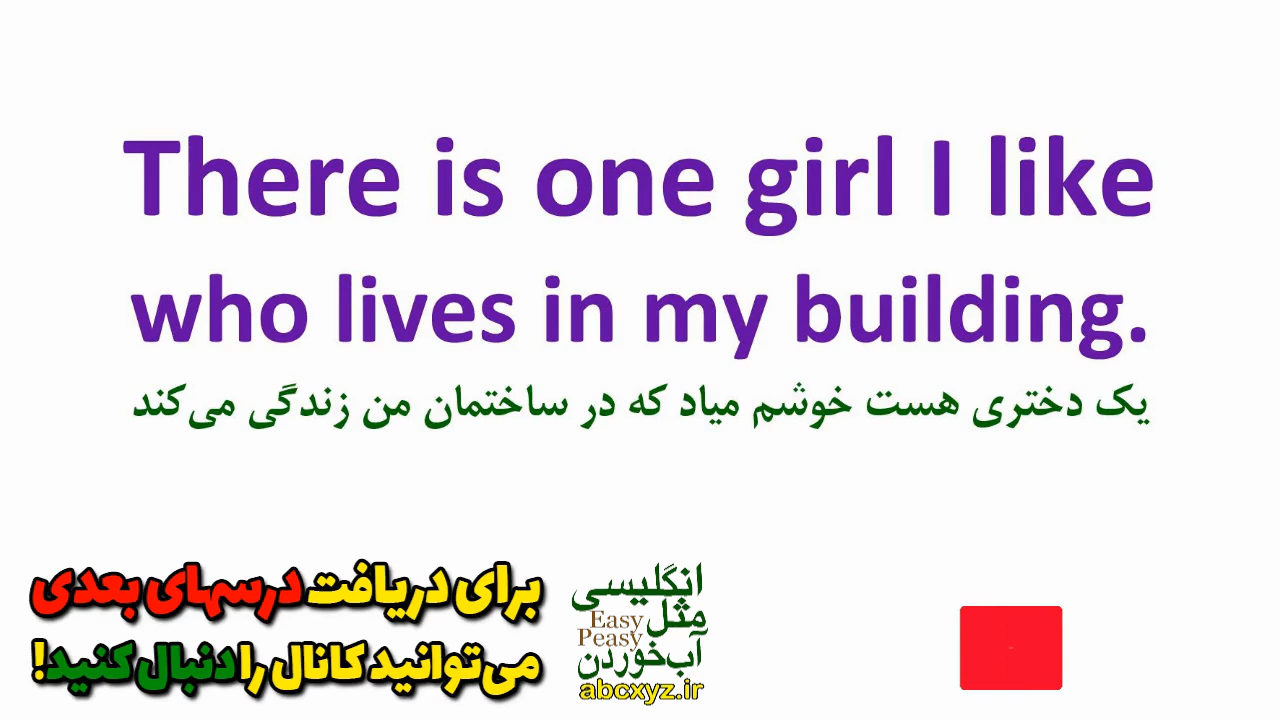 There is one girl I like
who lives in my building.
یک دختری هست خوشم میاد که در ساختمان من زندگی می‌کند
برای دریافت درسهای بعدی
می‌توانید کانال را دنبال کنید!
انگلیسی
مثل Easy
Peasy
آب‌خوردن
abcxyz.ir